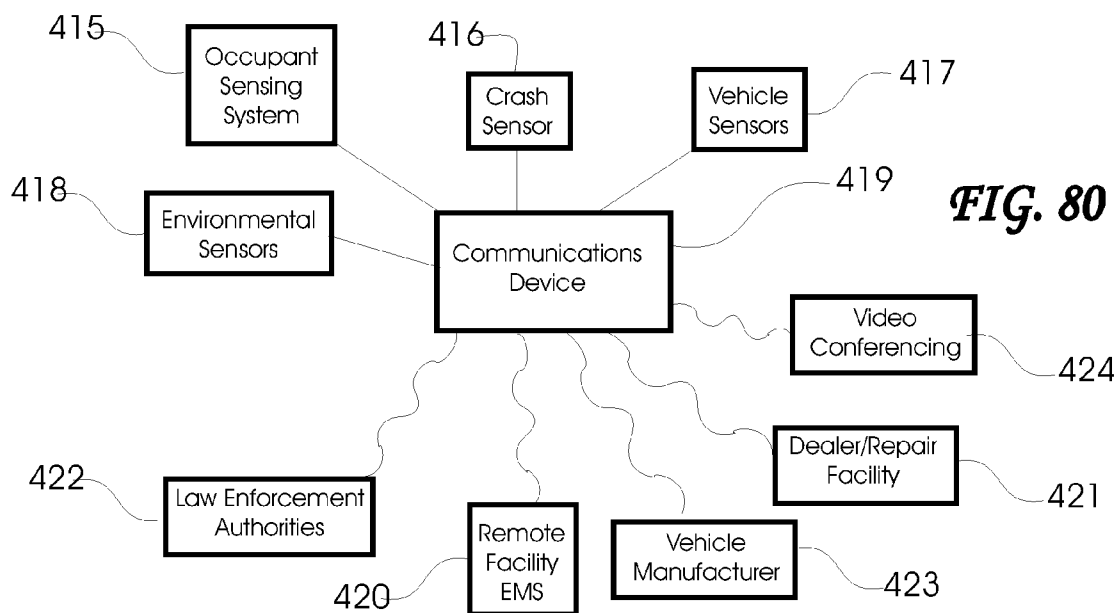 415
Occupant
Sensing
System
416
Crash
Sensor
Vehicle
Sensors
417
418
Environmental
Sensors
419
Communications
Device
FIG. 80
Video
Conferencing
424
Dealer/Repair
Facility
421
422
Law Enforcement
Authorities
Remote
Facility
EMS
420
Vehicle
Manufacturer
423